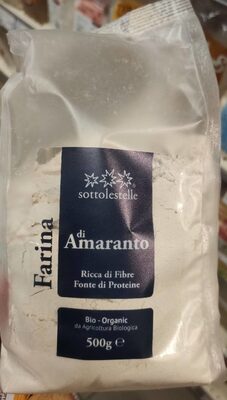 sottolestelle
Farina
di
Amaranto
Ricca di Fibre
Fonte di Proteine
Bio - Organic
da Agricoltura Biologica
500g ℮